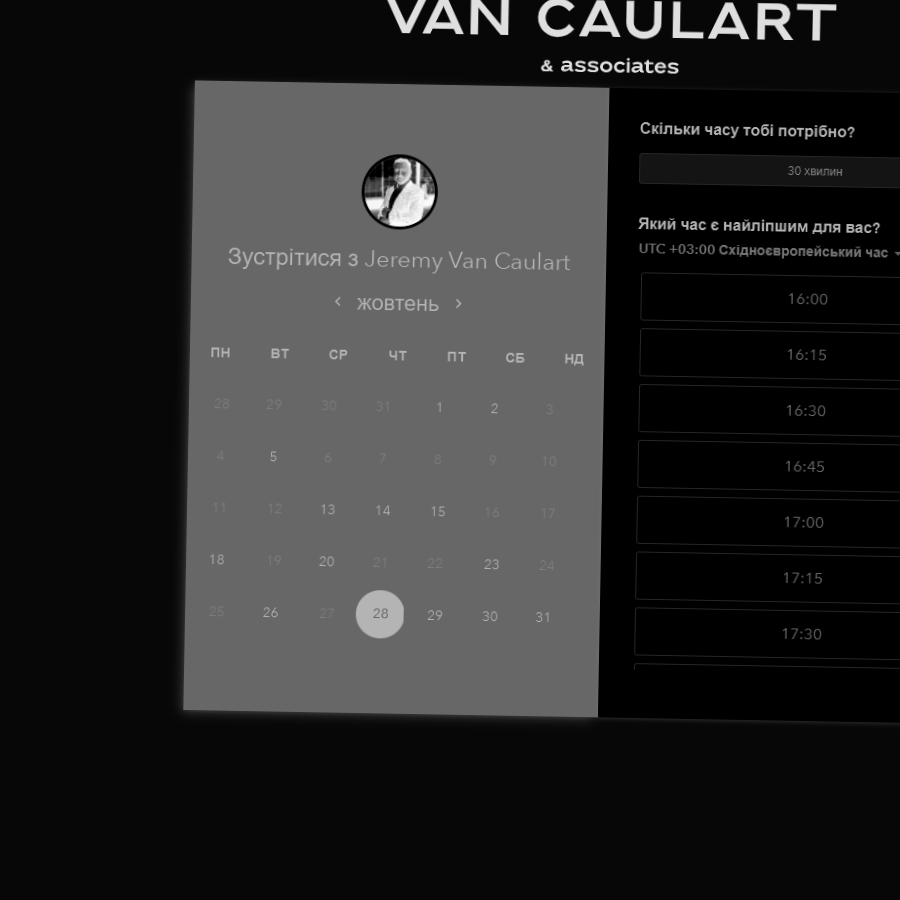 VAN CAULART
& associates
Зустрітися з Jeremy Van Caulart
жовтень
ПН ВТ СР ЧТ ПТ СБ НД
28 29 30 31 1 2 3
4 5 6 7 8 9 10
11 12 13 14 15 16 17
18 19 20 21 22 23 24
25 26 27 28 29 30 31
Скільки часу тобі потрібно?
30 хвилин
Який час є найліпшим для вас?
UTC +03:00 Східноєвропейський час
16:00
16:15
16:30
16:45
17:00
17:15
17:30